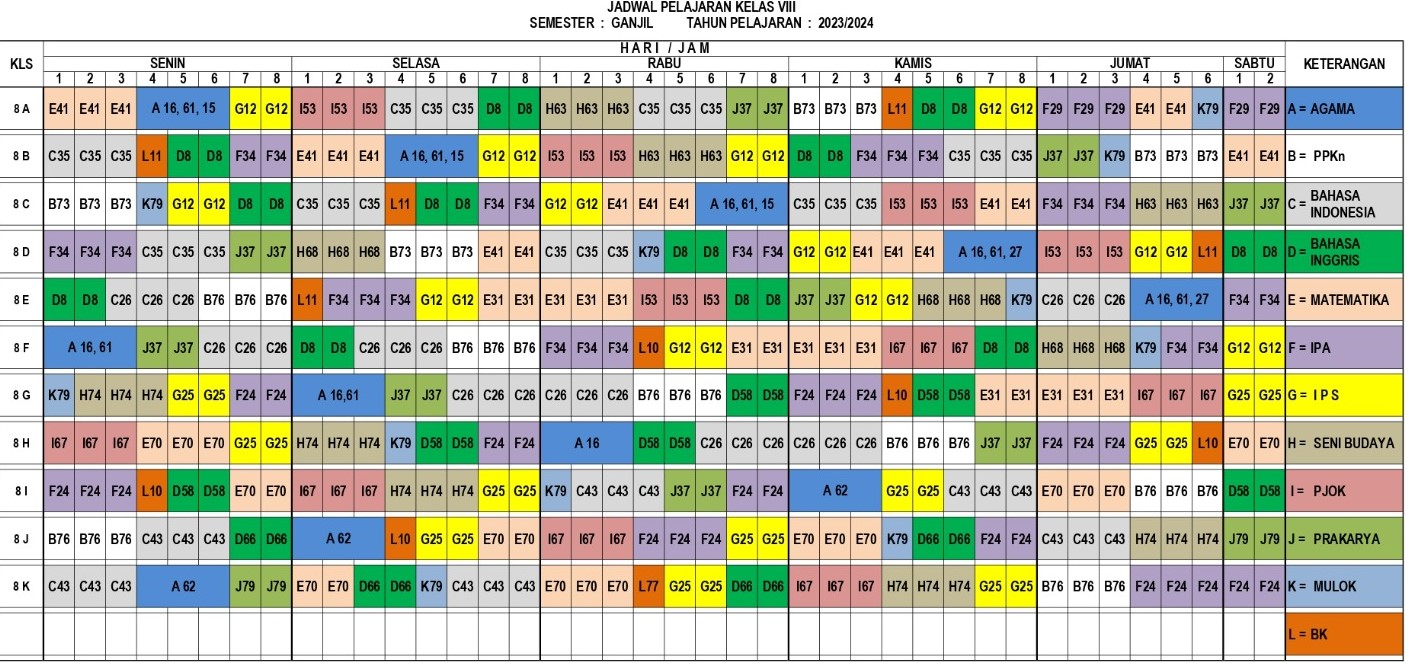 JADWAL PELAJARAN KELAS VIII
SEMESTER : GANJIL TAHUN PELAJARAN : 2023/2024
KLS HARI / JAM KETERANGAN
SENIN SELASA RABU KAMIS JUMAT SABTU
1 2 3 4 5 6 7 8 1 2 3 4 5 6 7 8 1 2 3 4 5 6 7 8 1 2 3 4 5 6 7 8 1 2 3 4 5 6 1 2
8 A E41 E41 E41 A 16, 61, 15 G12 G12 I53 I53 I53 C35 C35 C35 D8 D8 H63 H63 H63 C35 C35 C35 J37 J37 B73 B73 B73 L11 D8 D8 G12 G12 F29 F29 F29 E41 E41 K79 F29 F29 A = AGAMA
8 B C35 C35 C35 L11 D8 D8 F34 F34 E41 E41 E41 A 16, 61, 15 G12 G12 I53 I53 I53 H63 H63 H63 G12 G12 D8 D8 F34 F34 F34 C35 C35 C35 J37 J37 K79 B73 B73 B73 E41 E41 B = PPKn
8 C B73 B73 B73 K79 G12 G12 D8 D8 C35 C35 C35 L11 D8 D8 F34 F34 G12 G12 E41 E41 E41 A 16, 61, 15 C35 C35 C35 I53 I53 I53 E41 E41 F34 F34 F34 H63 H63 H63 J37 J37 C = BAHASA INDONESIA
8 D F34 F34 F34 C35 C35 C35 J37 J37 H68 H68 H68 B73 B73 B73 E41 E41 C35 C35 C35 K79 D8 D8 F34 F34 G12 G12 E41 E41 E41 A 16, 61, 27 I53 I53 I53 G12 G12 L11 D8 D8 D = BAHASA INGGRIS
8 E D8 D8 C26 C26 C26 B76 B76 B76 L11 F34 F34 F34 G12 G12 E31 E31 E31 E31 E31 I53 I53 I53 D8 D8 J37 J37 G12 G12 H68 H68 H68 K79 C26 C26 C26 A 16, 61, 27 F34 F34 E = MATEMATIKA
8 F A 16, 61 J37 J37 C26 C26 C26 D8 D8 C26 C26 C26 B76 B76 B76 F34 F34 F34 L10 G12 G12 E31 E31 E31 E31 E31 I67 I67 I67 D8 D8 H68 H68 H68 K79 F34 F34 G12 G12 F = IPA
8 G K79 H74 H74 H74 G25 G25 F24 F24 A 16,61 J37 J37 C26 C26 C26 C26 C26 C26 B76 B76 B76 D58 D58 F24 F24 F24 L10 D58 D58 E31 E31 E31 E31 E31 I67 I67 I67 G25 G25 G = I P S
8 H I67 I67 I67 E70 E70 E70 G25 G25 H74 H74 H74 K79 D58 D58 F24 F24 A 16 D58 D58 C26 C26 C26 C26 C26 C26 B76 B76 B76 J37 J37 F24 F24 F24 G25 G25 L10 E70 E70 H = SENI BUDAYA
8 I F24 F24 F24 L10 D58 D58 E70 E70 I67 I67 I67 H74 H74 H74 G25 G25 K79 C43 C43 C43 J37 J37 F24 F24 A 62 G25 G25 C43 C43 C43 E70 E70 E70 B76 B76 B76 D58 D58 I = PJOK
8 J B76 B76 B76 C43 C43 C43 D66 D66 A 62 L10 G25 G25 E70 E70 I67 I67 I67 F24 F24 F24 G25 G25 E70 E70 E70 K79 D66 D66 F24 F24 C43 C43 C43 H74 H74 H74 J79 J79 J = PRAKARYA
8 K C43 C43 C43 A 62 J79 J79 E70 E70 D66 D66 K79 C43 C43 C43 E70 E70 E70 L77 G25 G25 D66 D66 I67 I67 I67 H74 H74 H74 G25 G25 B76 B76 B76 F24 F24 F24 F24 F24 K = MULOK
L = BK